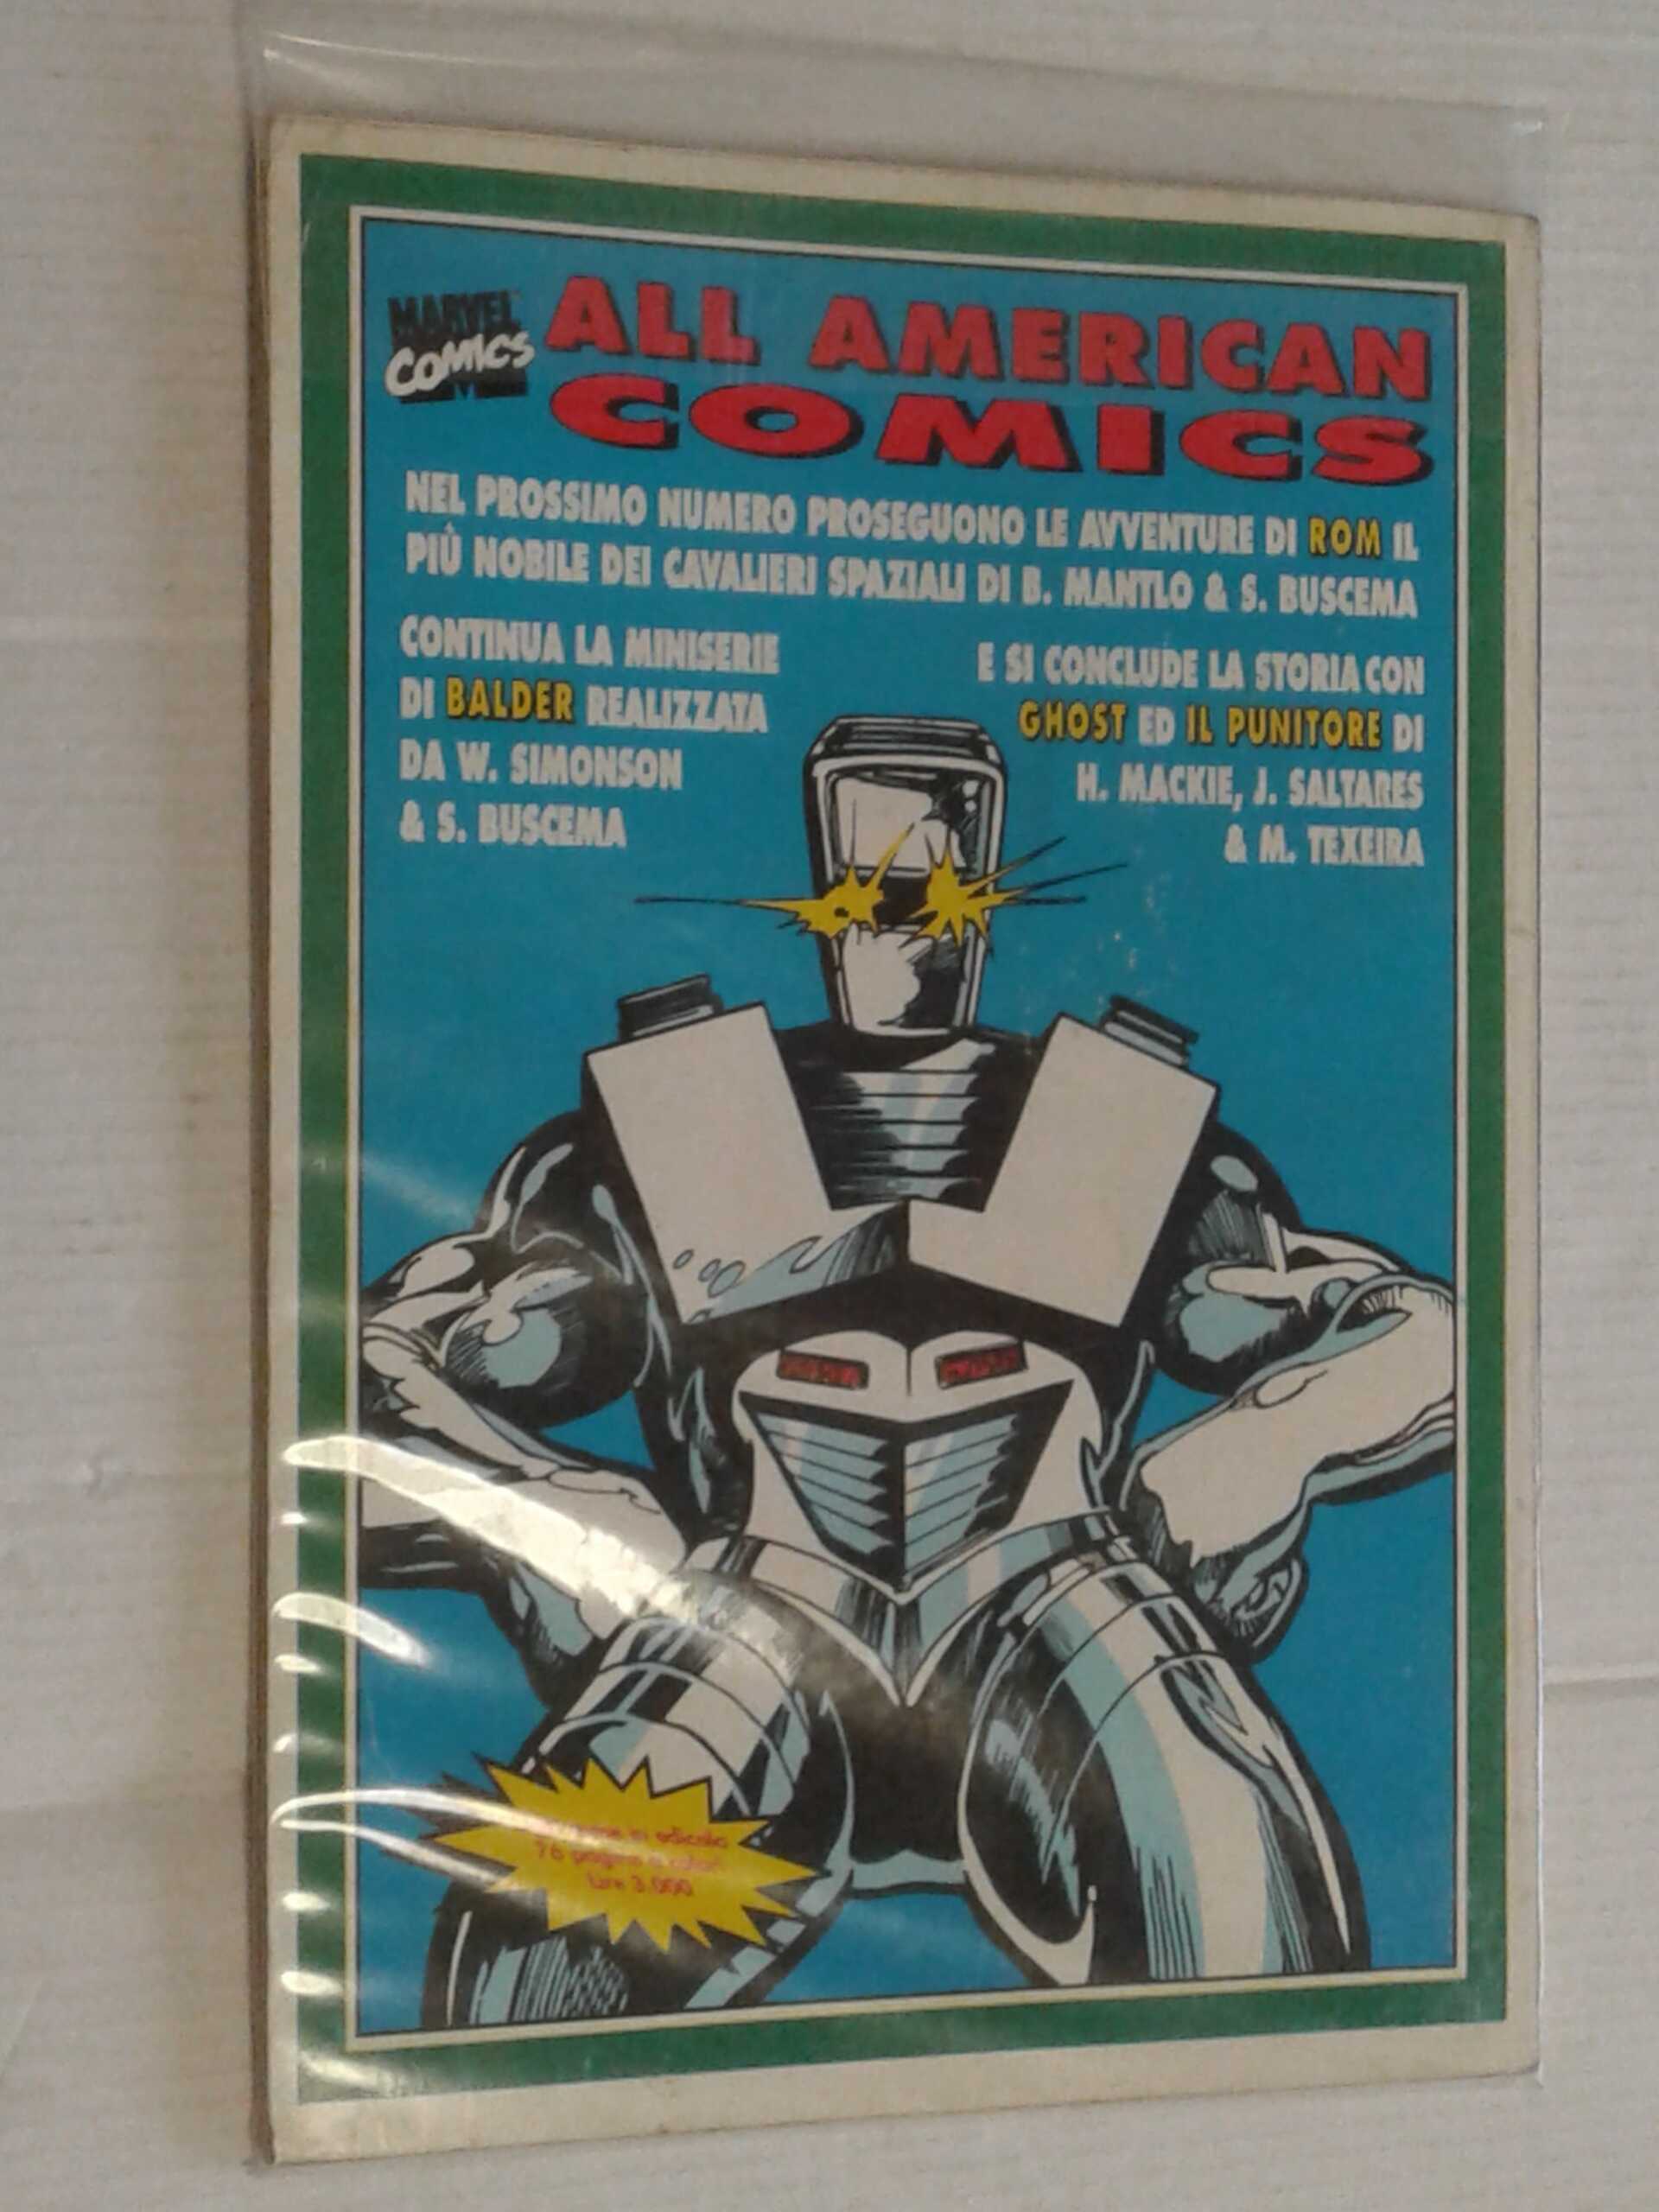 MARVEL
COMICS
ALL AMERICAN
COMICS
NEL PROSSIMO NUMERO PROSEGUONO LE AVVENTURE DI ROM IL
PIÙ NOBILE DEI CAVALIERI SPAZIALI DI B. MANTLO & S. BUSCEMA
CONTINUA LA MINISERIE
DI BALDER REALIZZATA
DA W. SIMONSON
& S. BUSCEMA
E SI CONCLUDE LA STORIA CON
GHOST ED IL PUNITORE DI
H. MACKIE, J. SALTARES
& M. TEXEIRA
in edicola
76 pagine a colori
Lire 3.000